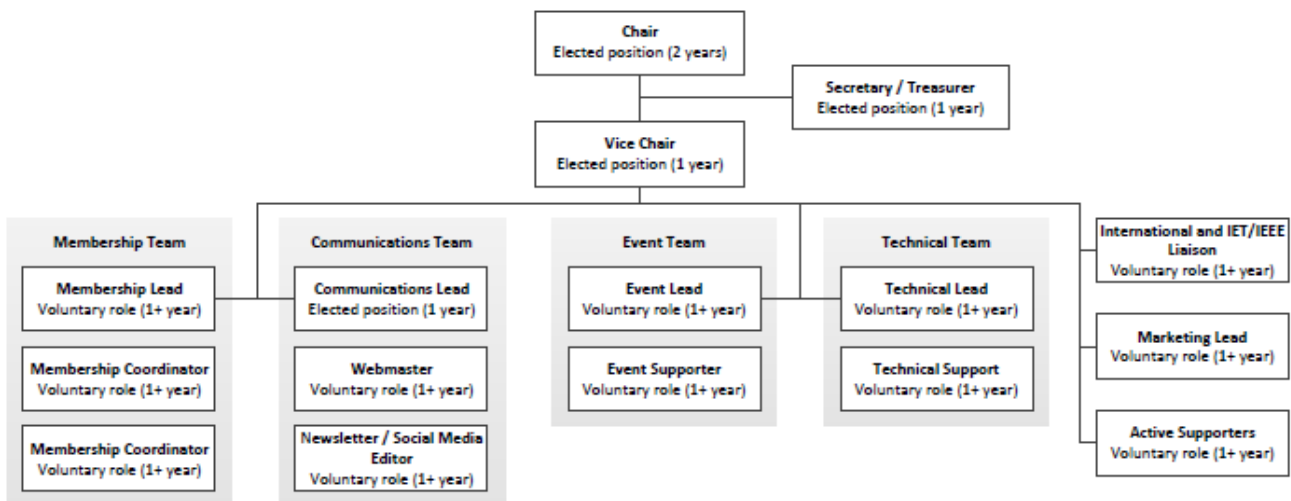 Chair
Elected position (2 years)
Secretary / Treasurer
Elected position (1 year)
Vice Chair
Elected position (1 year)
Membership Team
Membership Lead
Voluntary role (1+ year)
Membership Coordinator
Voluntary role (1+ year)
Membership Coordinator
Voluntary role (1+ year)
Communications Team
Communications Lead
Elected position (1 year)
Webmaster
Voluntary role (1+ year)
Newsletter / Social Media
Editor
Voluntary role (1+ year)
Event Team
Event Lead
Voluntary role (1+ year)
Event Supporter
Voluntary role (1+ year)
Technical Team
Technical Lead
Voluntary role (1+ year)
Technical Support
Voluntary role (1+ year)
International and IET/IEEE
Liaison
Voluntary role (1+ year)
Marketing Lead
Voluntary role (1+ year)
Active Supporters
Voluntary role (1+ year)